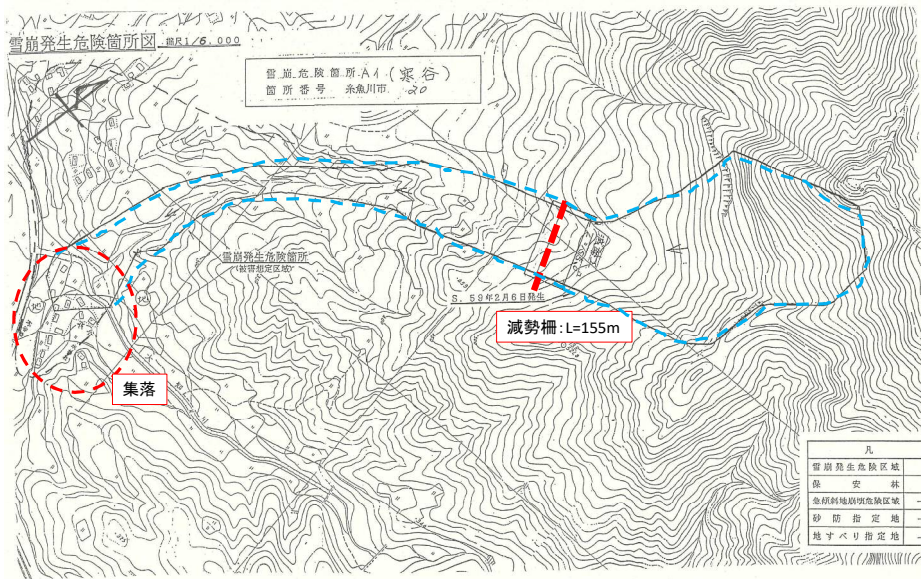 雪崩発生危険箇所図 縮尺1/5.000
雪崩危険箇所.A4 (寒谷)
箇所番号 糸魚川市 20
雪崩発生危険箇所
(被害想定区域)
S. 59年2月6日発生
減勢柵:L=155m
集落
地
凡
雪崩発生危険区域
保安林
急傾斜地崩壊危険区域
砂防指定地
地すべり指定地